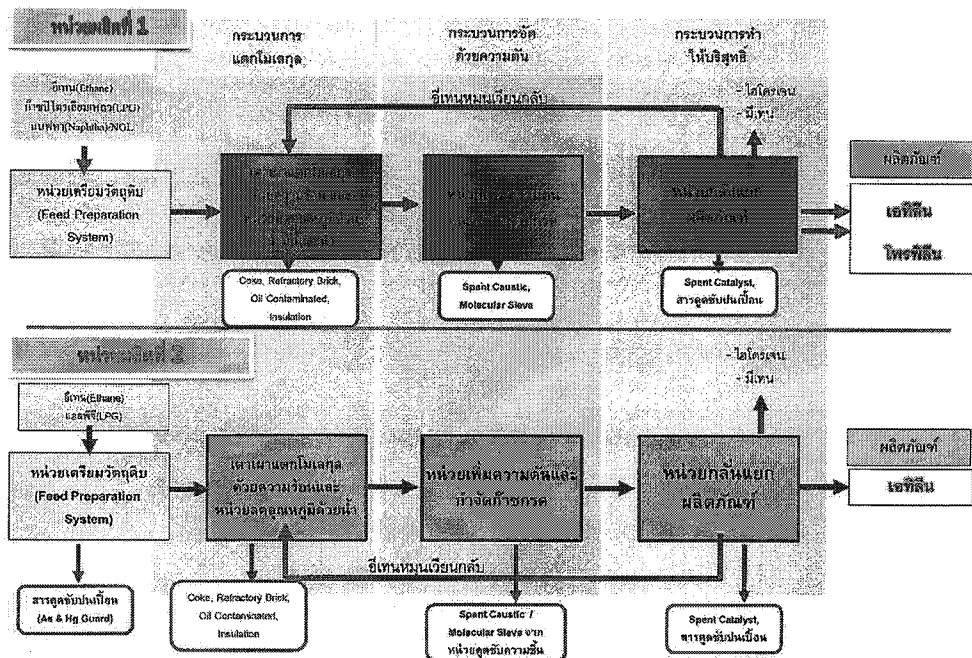 หน่วยผลิตที่ 1
กระบวนการ
แตกโมเลกุล
กระบวนการอัด
ด้วยความดัน
กระบวนการทำ
ให้บริสุทธิ์
อีเทน(Ethane)
ก๊าซปิโตรเลียมเหลว(LPG)
แนฟทา(Naphtha)/NGL
อีเทนหมุนเวียนกลับ
- ไฮโดรเจน
- มีเทน
หน่วยเตรียมวัตถุดิบ
(Feed Preparation
System)
หน่วยกลั่นแยก
ผลิตภัณฑ์
ผลิตภัณฑ์
เอทิลีน
โพรพิลีน
Coke, Refractory Brick,
Oil Contaminated,
Insulation
Spent Caustic,
Molecular Sieve
Spent Catalyst,
สารดูดซับปนเปื้อน
หน่วยผลิตที่ 2
- ไฮโดรเจน
- มีเทน
อีเทน(Ethane)
แอลพีจี(LPG)
หน่วยเตรียมวัตถุดิบ
(Feed Preparation
System)
เตาเผาแตกโมเลกุล
ด้วยความร้อนและ
หน่วยลดอุณหภูมิด้วยน้ำ
หน่วยเพิ่มความดันและ
กำจัดก๊าซกรด
หน่วยกลั่นแยก
ผลิตภัณฑ์
ผลิตภัณฑ์
เอทิลีน
อีเทนหมุนเวียนกลับ
สารดูดซับปนเปื้อน
(As & Hg Guard)
Coke, Refractory Brick,
Oil Contaminated,
Insulation
Spent Caustic /
Molecular Sieve จาก
หน่วยดูดซับความชื้น
Spent Catalyst,
สารดูดซับปนเปื้อน